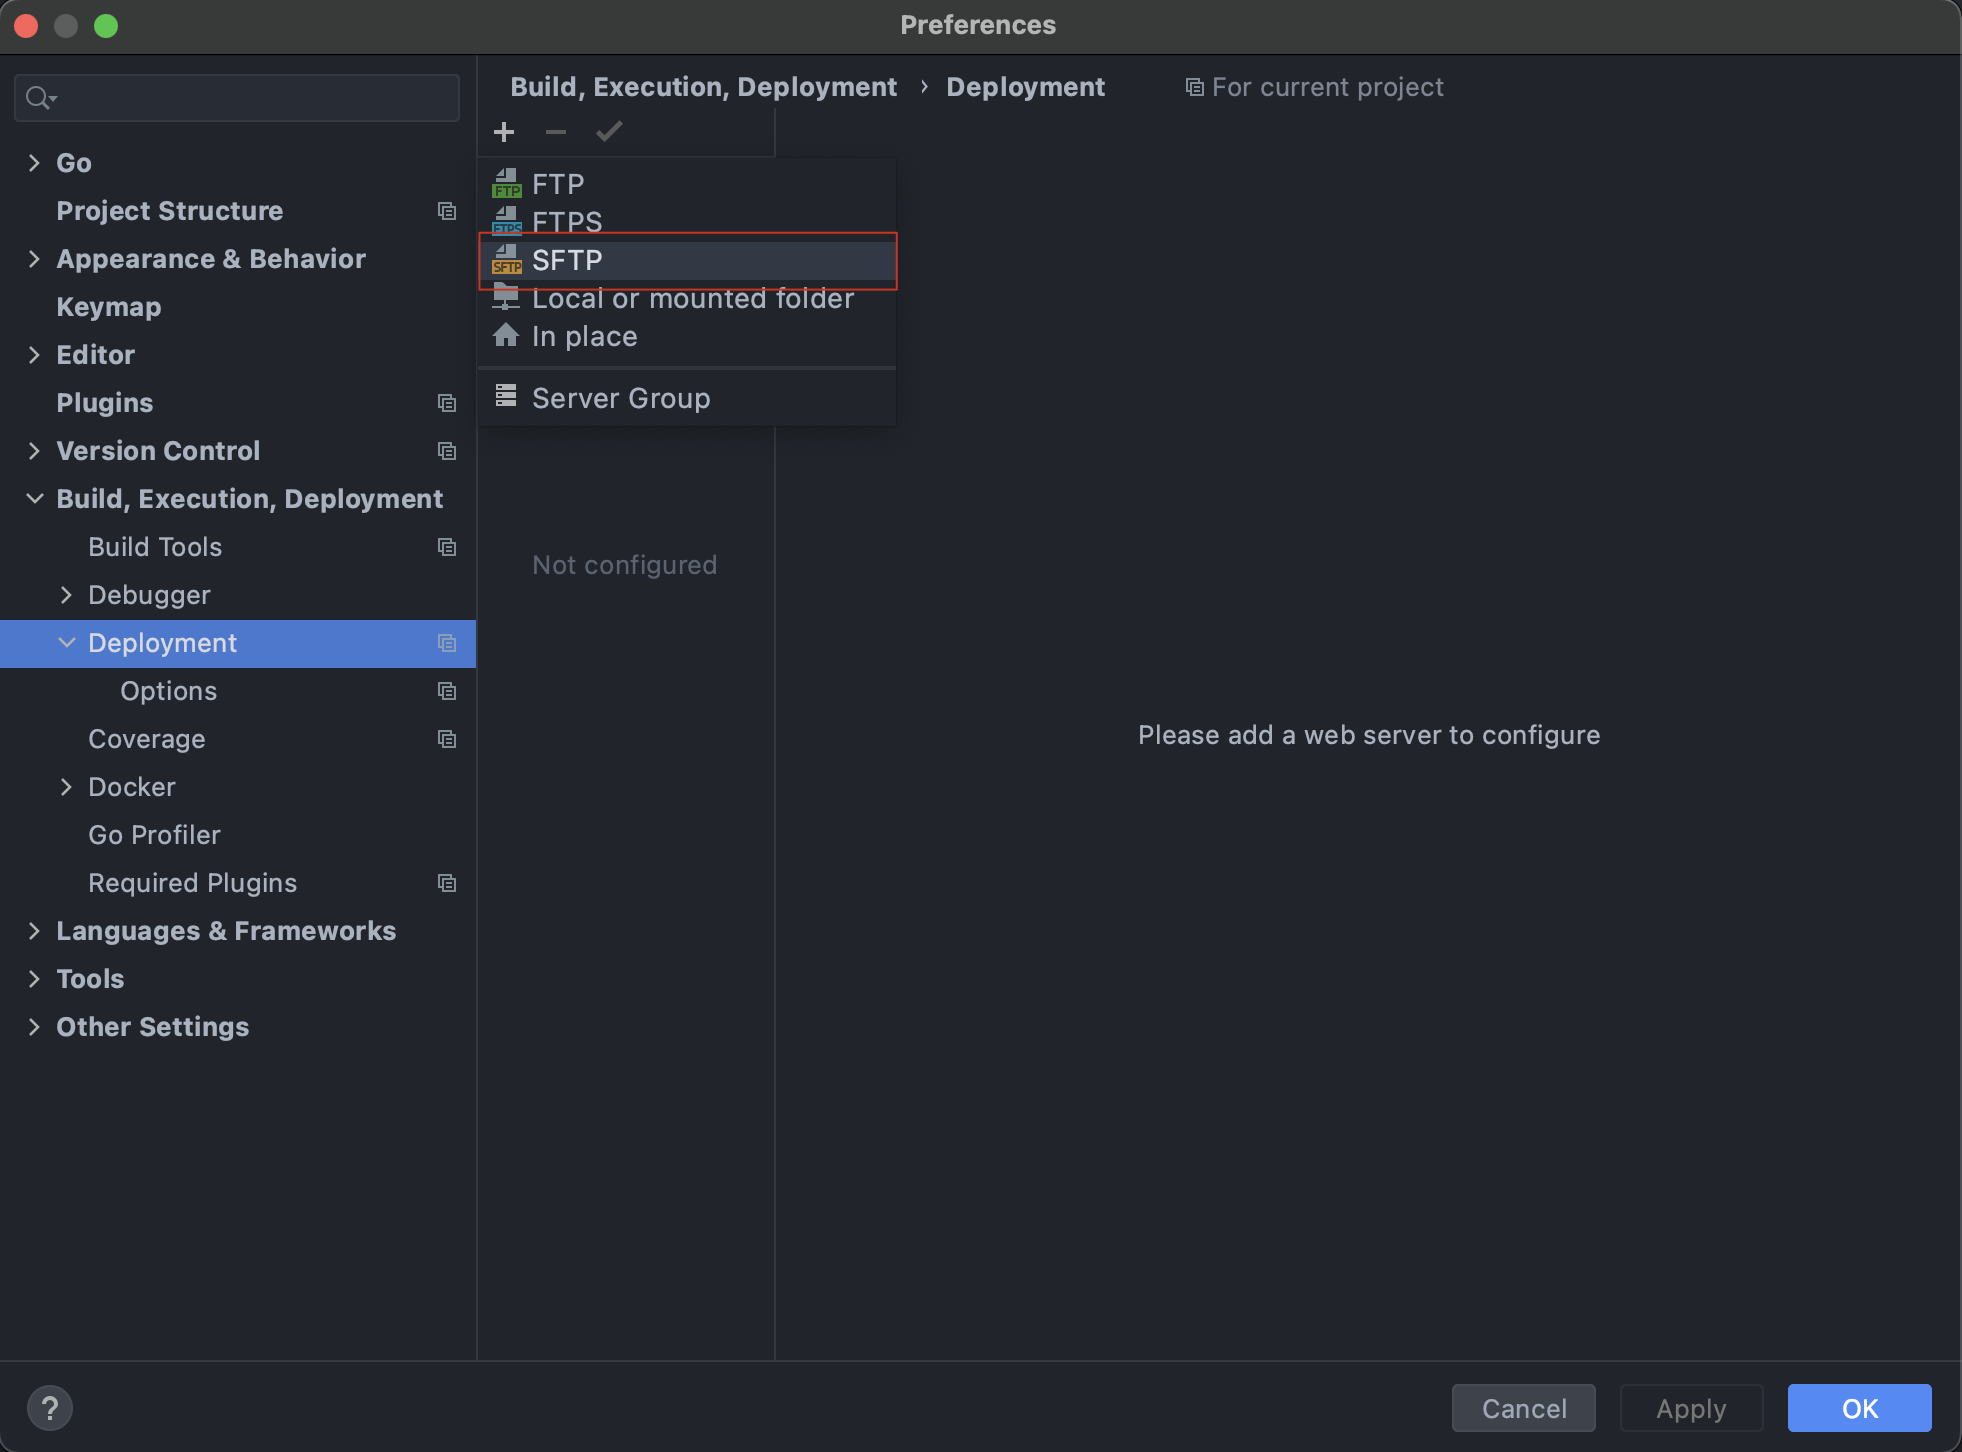 Preferences
Build, Execution, Deployment › Deployment For current project
Go
Project Structure
Appearance & Behavior
Keymap
Editor
Plugins
Version Control
Build, Execution, Deployment
Build Tools
Debugger
Deployment
Options
Coverage
Docker
Go Profiler
Required Plugins
Languages & Frameworks
Tools
Other Settings
FTP FTP
FTPS FTPS
SFTP SFTP
Local or mounted folder
In place
Server Group
Not configured
Please add a web server to configure
?
Cancel
Apply
OK